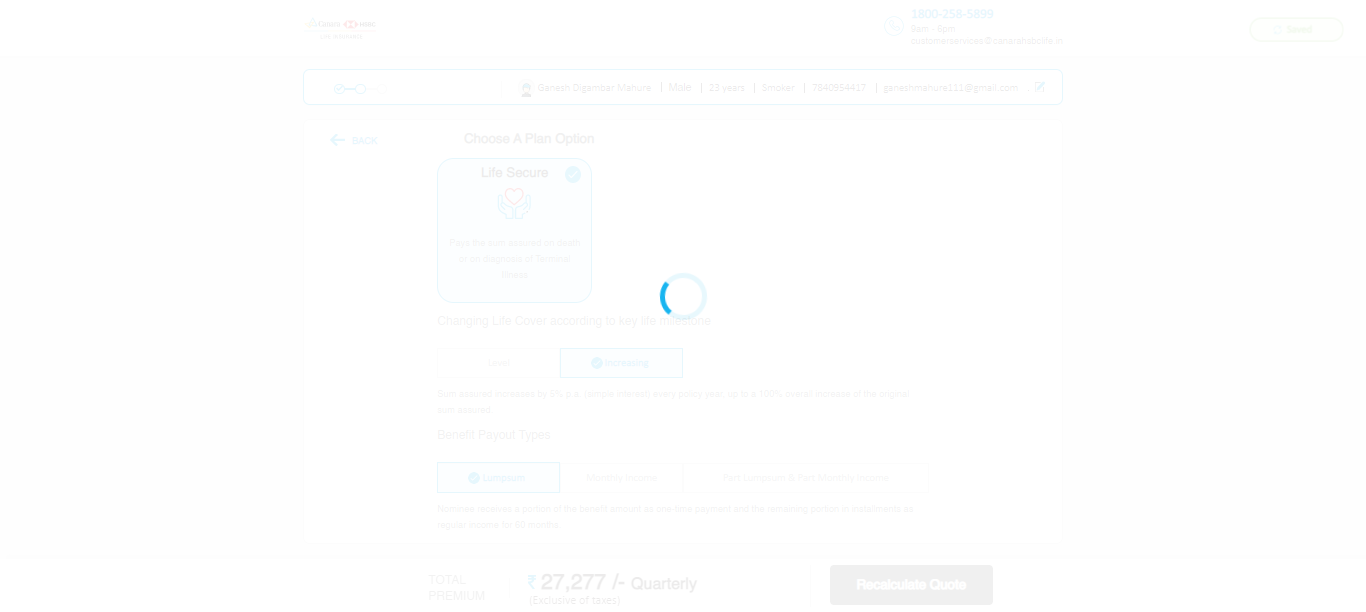 1800-258-5899
Canara HSBC
9am - 6pm
Saved
LIFE INSURANCE
customerservice@canarahsbclife.in
Ganesh Digambar Mahure | Male | 23 years | Smoker | 7840954417 | ganeshmahure111@gmail.com
BACK
Choose A Plan Option
Life Secure
Pays the sum assured on death
or on diagnosis of Terminal
Illness
Changing Life Cover according to key life milestone
Level Increasing
Sum assured increases by 5% p.a. (simple interest) every policy year, up to a 100% overall increase of the original
sum assured.
Benefit Payout Types
Lumpsum Monthly Income Part Lumpsum & Part Monthly Income
Nominee receives a portion of the benefit amount as one-time payment and the remaining portion in installments as
regular income for 60 months.
TOTAL
PREMIUM
₹ 27,277 /- Quarterly
(Exclusive of taxes)
Recalculate Quote